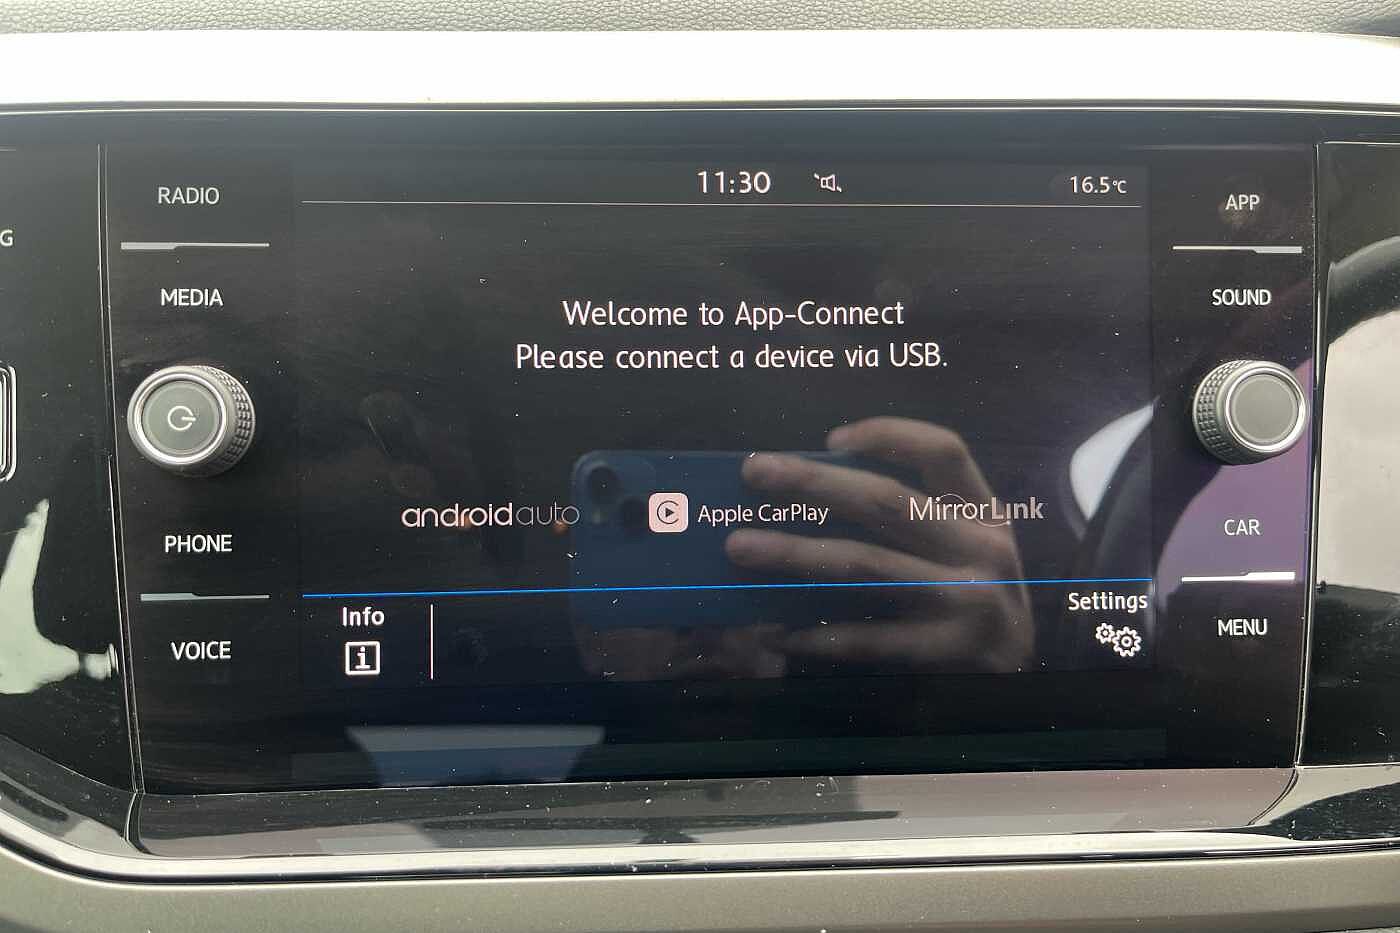 RADIO
MEDIA
PHONE
VOICE
G
11:30
16.5°C
Welcome to App-Connect
Please connect a device via USB.
androidauto
Apple CarPlay
MirrorLink
Info
i
Settings
APP
SOUND
CAR
MENU